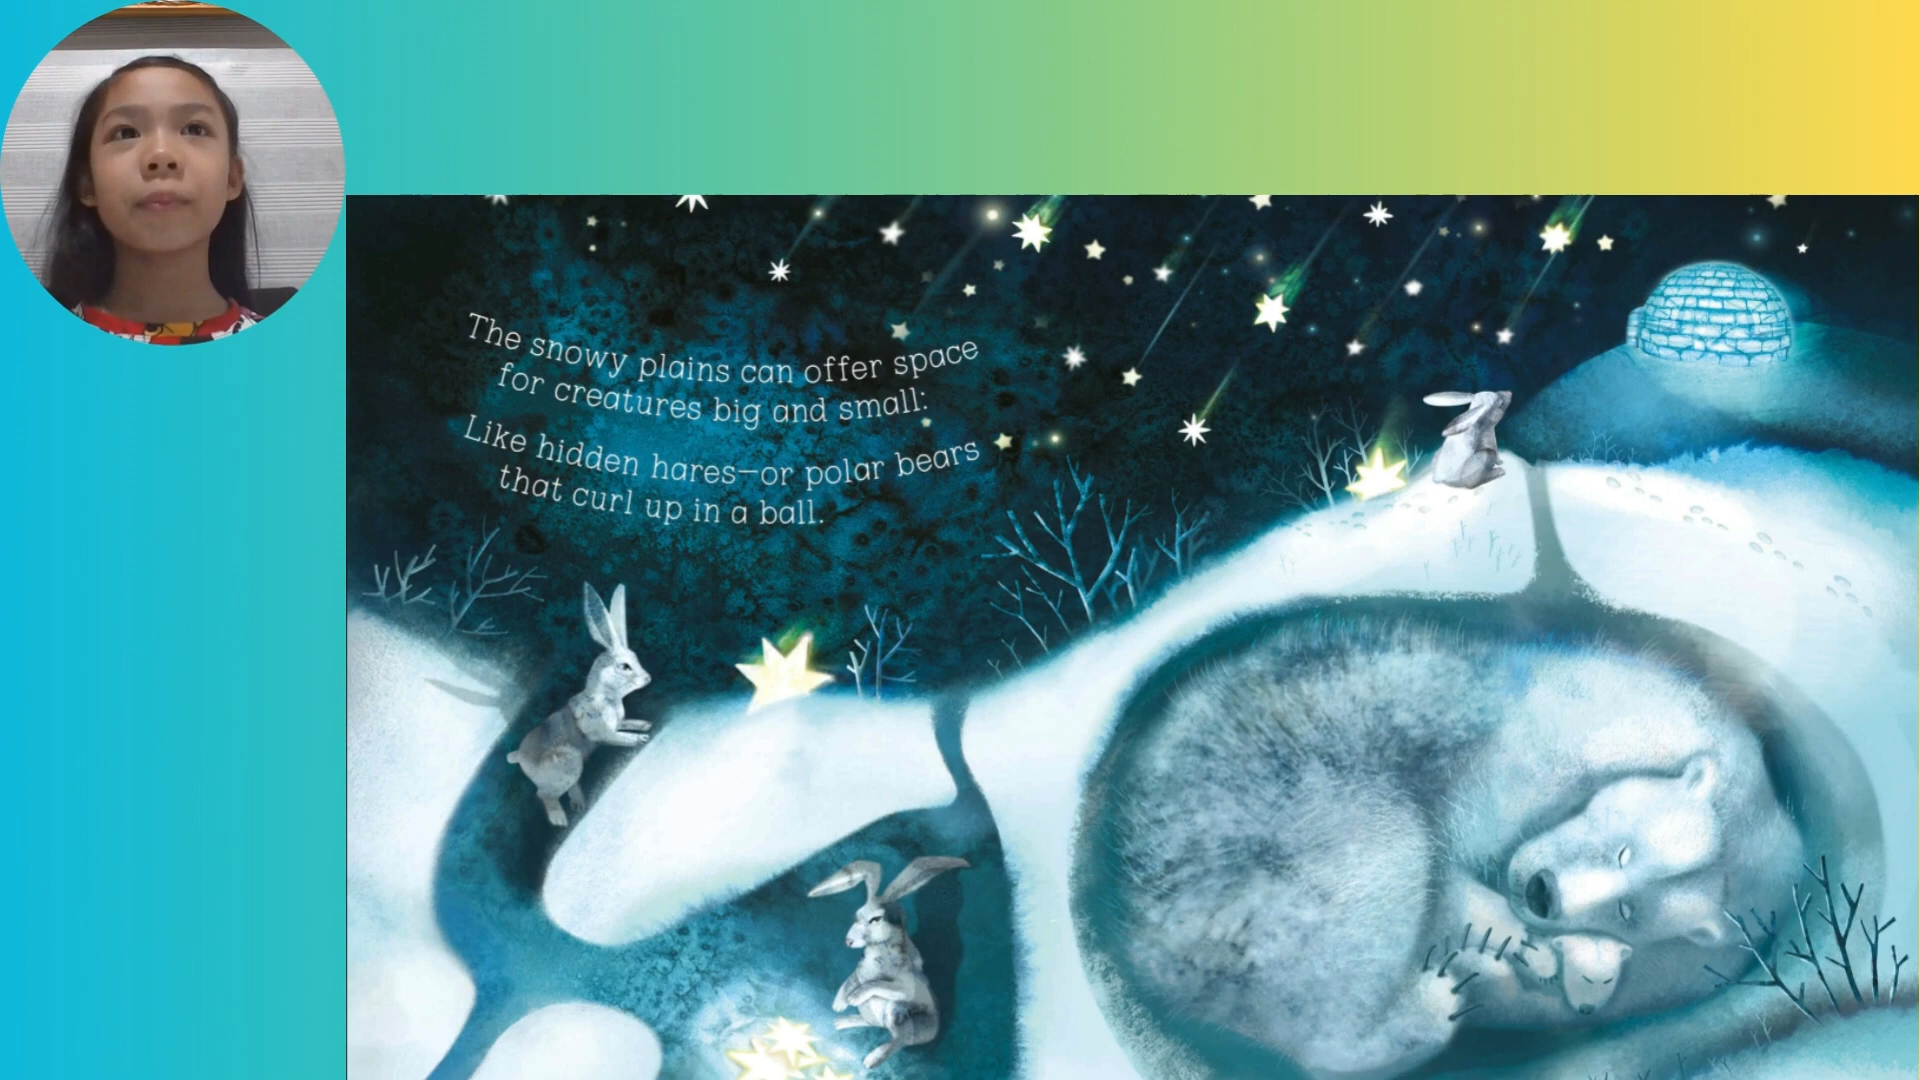 The snowy plains can offer space
for creatures big and small:
Like hidden hares—or polar bears
that curl up in a ball.